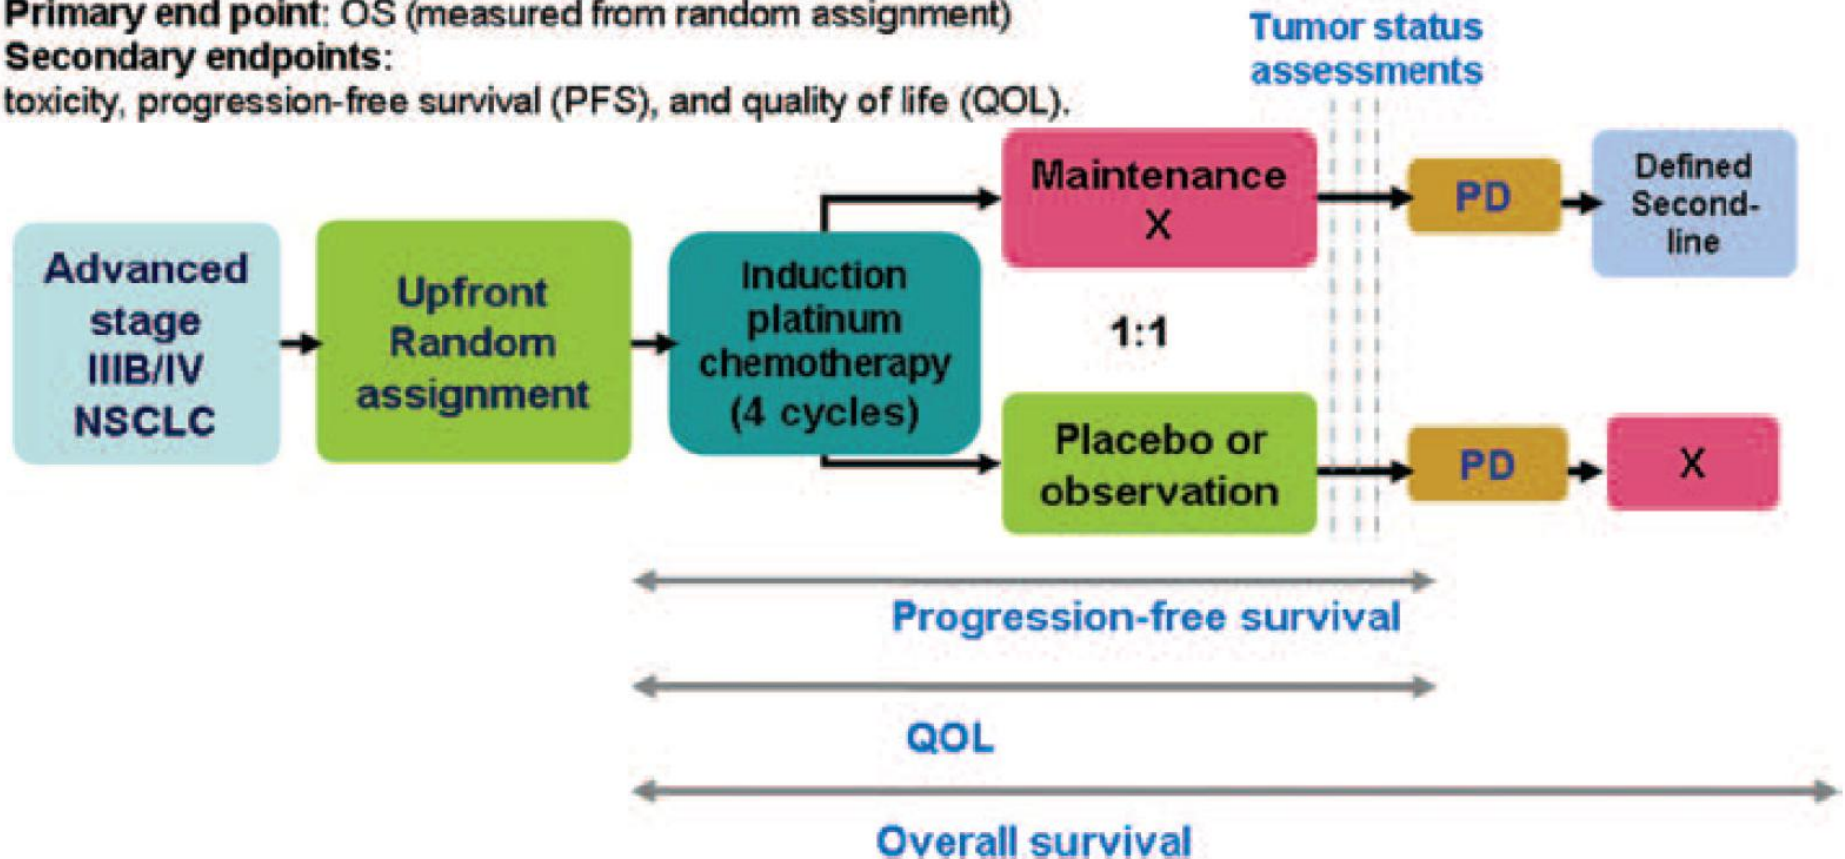 Primary end point: OS (measured from random assignment)
Secondary endpoints:
toxicity, progression-free survival (PFS), and quality of life (QOL).
Tumor status
assessments
Advanced
stage
IIIB/IV
NSCLC
Upfront
Random
assignment
Induction
platinum
chemotherapy
(4 cycles)
Maintenance
X
1:1
Placebo or
observation
PD
Defined
Second-
line
PD
X
Progression-free survival
QOL
Overall survival